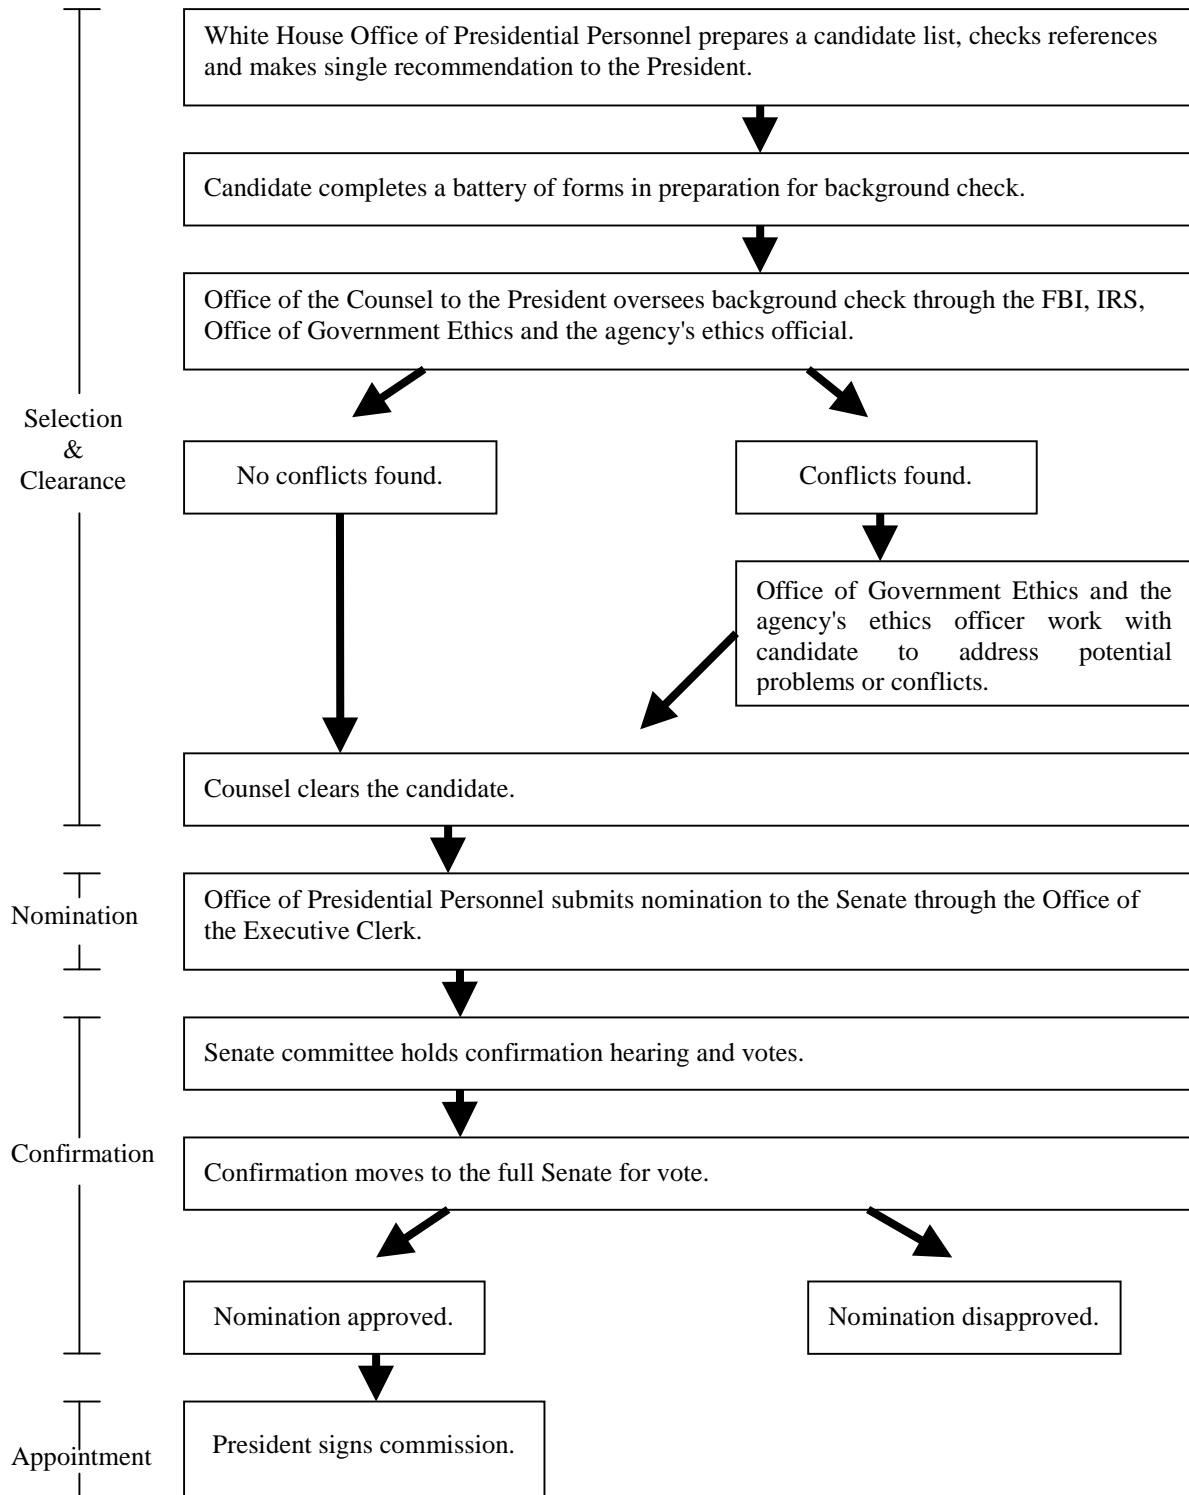 White House Office of Presidential Personnel prepares a candidate list, checks references
and makes single recommendation to the President.
Candidate completes a battery of forms in preparation for background check.
Office of the Counsel to the President oversees background check through the FBI, IRS,
Office of Government Ethics and the agency's ethics official.
Selection
&
Clearance
No conflicts found.
Conflicts found.
Office of Government Ethics and the
agency's ethics officer work with
candidate to address potential
problems or conflicts.
Counsel clears the candidate.
Nomination
Office of Presidential Personnel submits nomination to the Senate through the Office of
the Executive Clerk.
Senate committee holds confirmation hearing and votes.
Confirmation
Confirmation moves to the full Senate for vote.
Nomination approved.
Nomination disapproved.
Appointment
President signs commission.